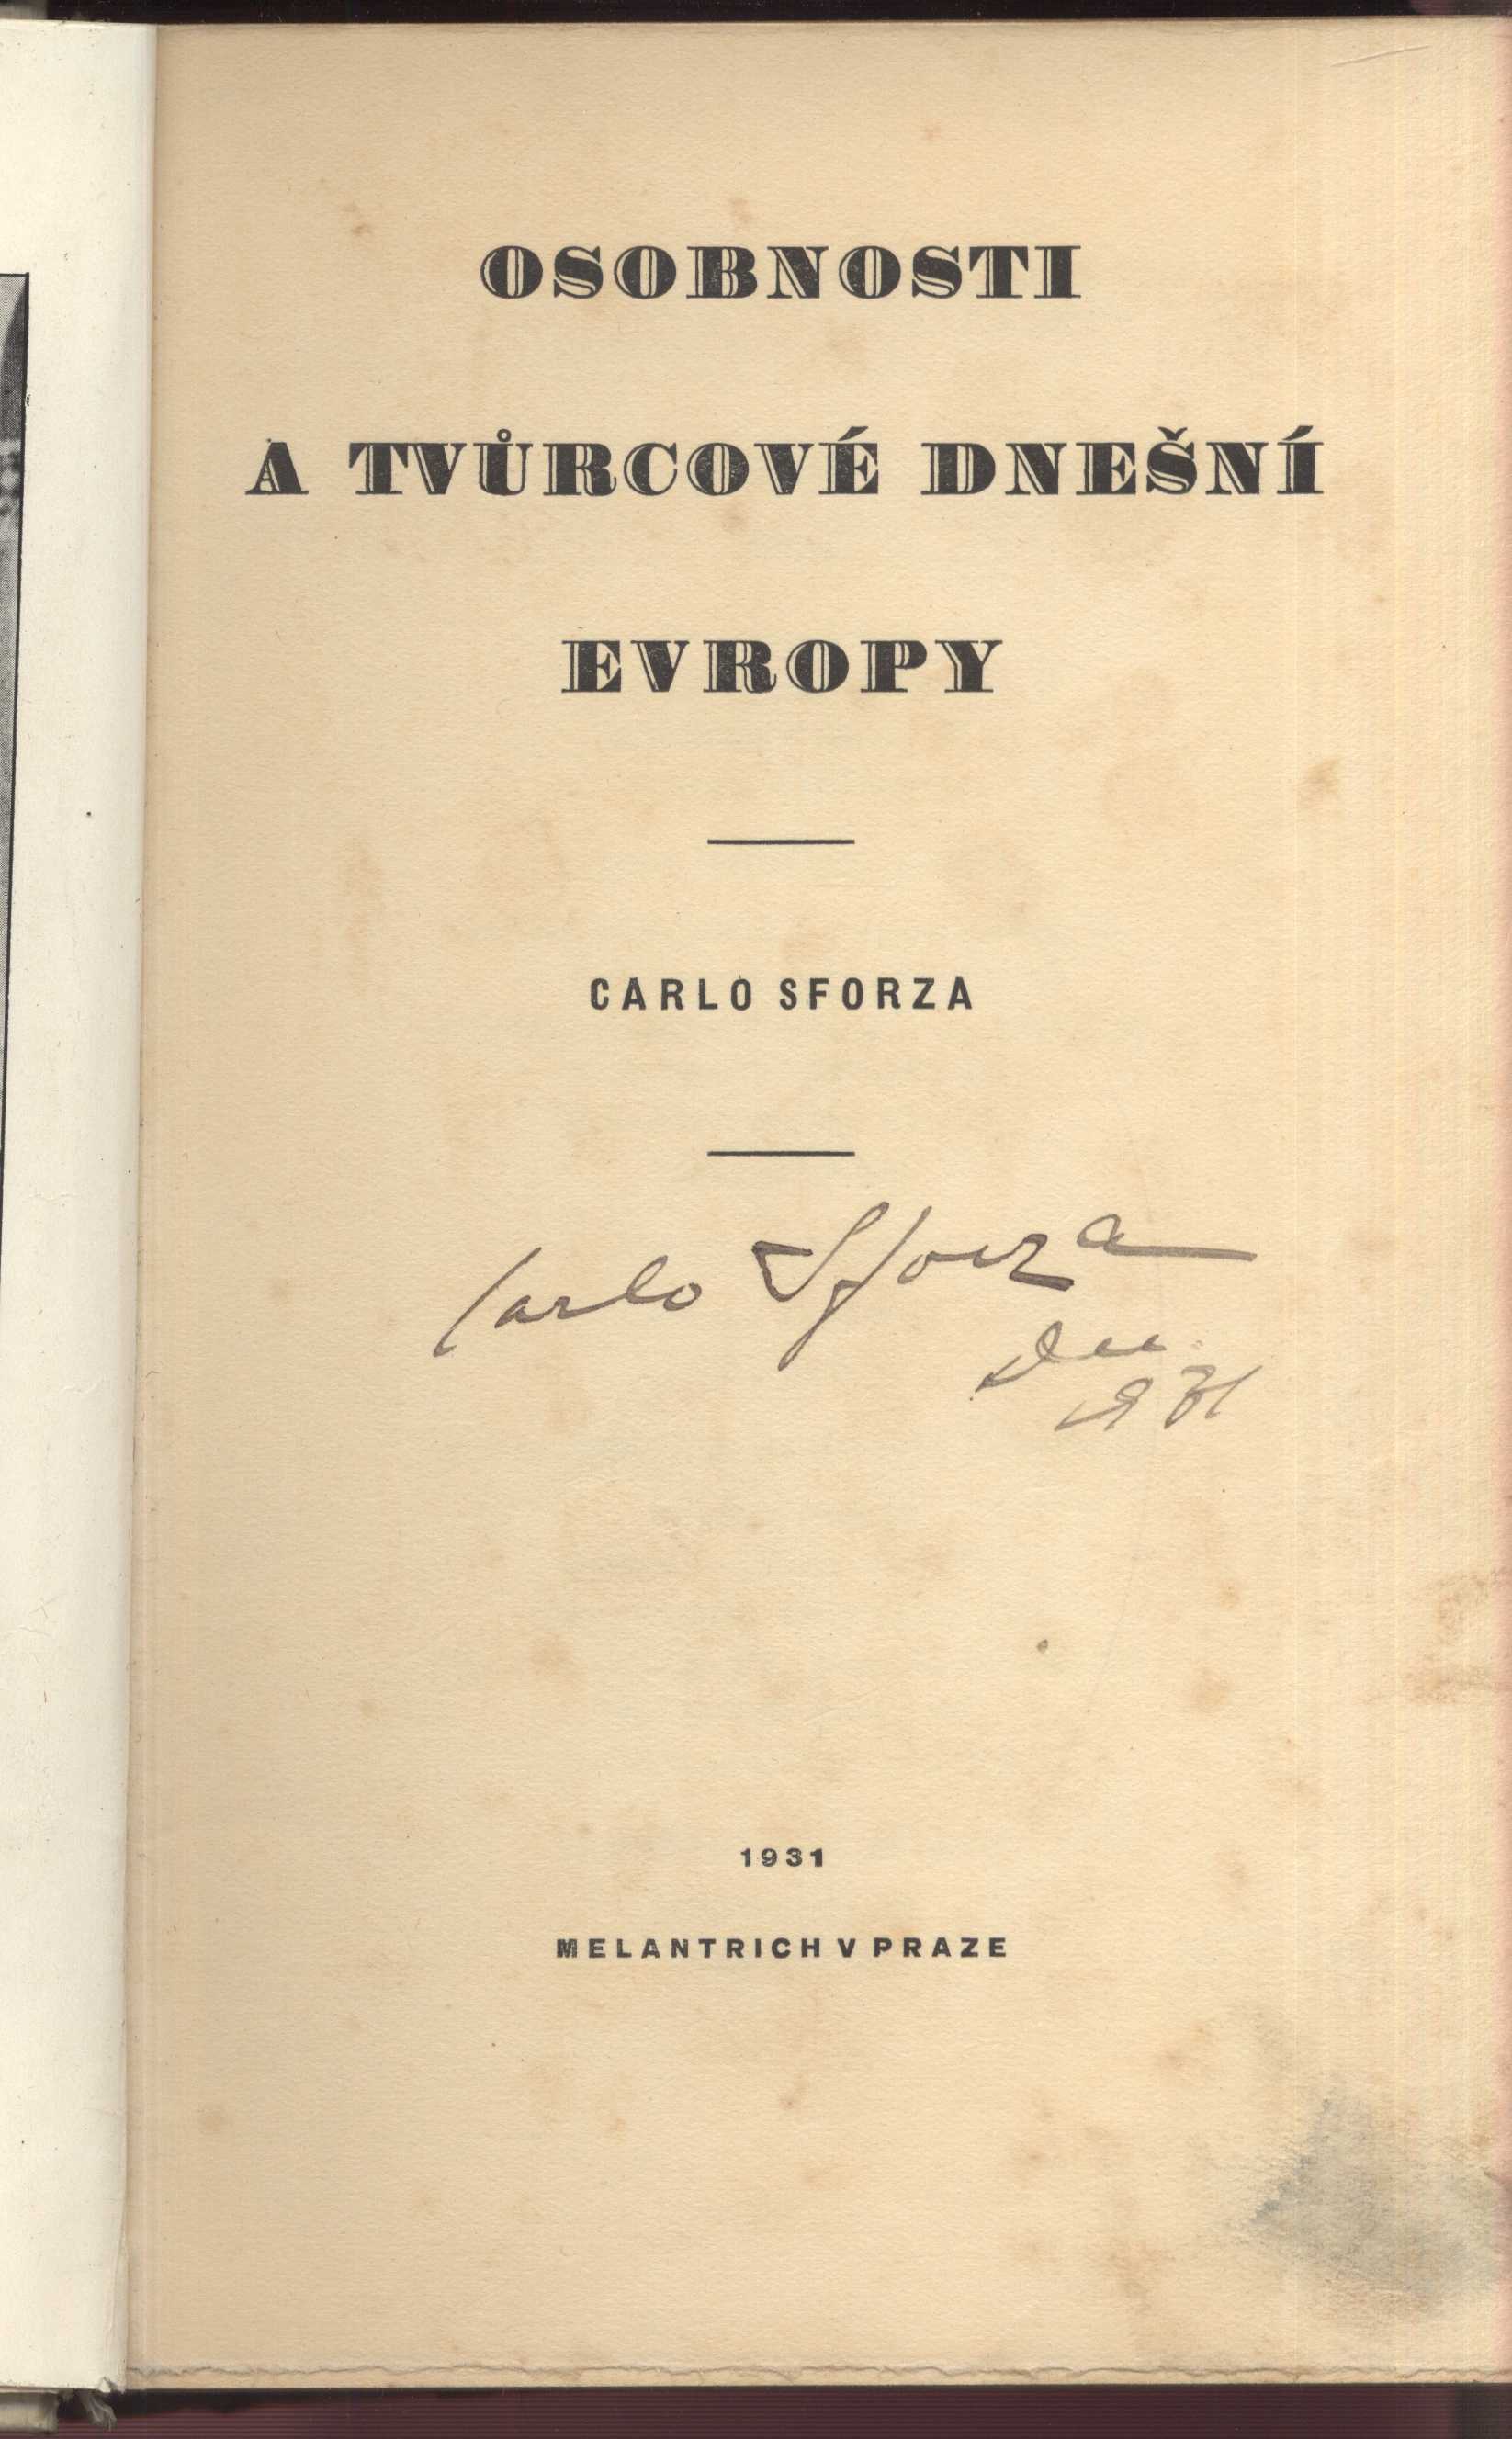 OSOBNOSTI
A TVŮRCOVÉ DNEŠNÍ
EVROPY
CARLO SFORZA
Carlo Sforza
1931
MELANTRICH V PRAZE